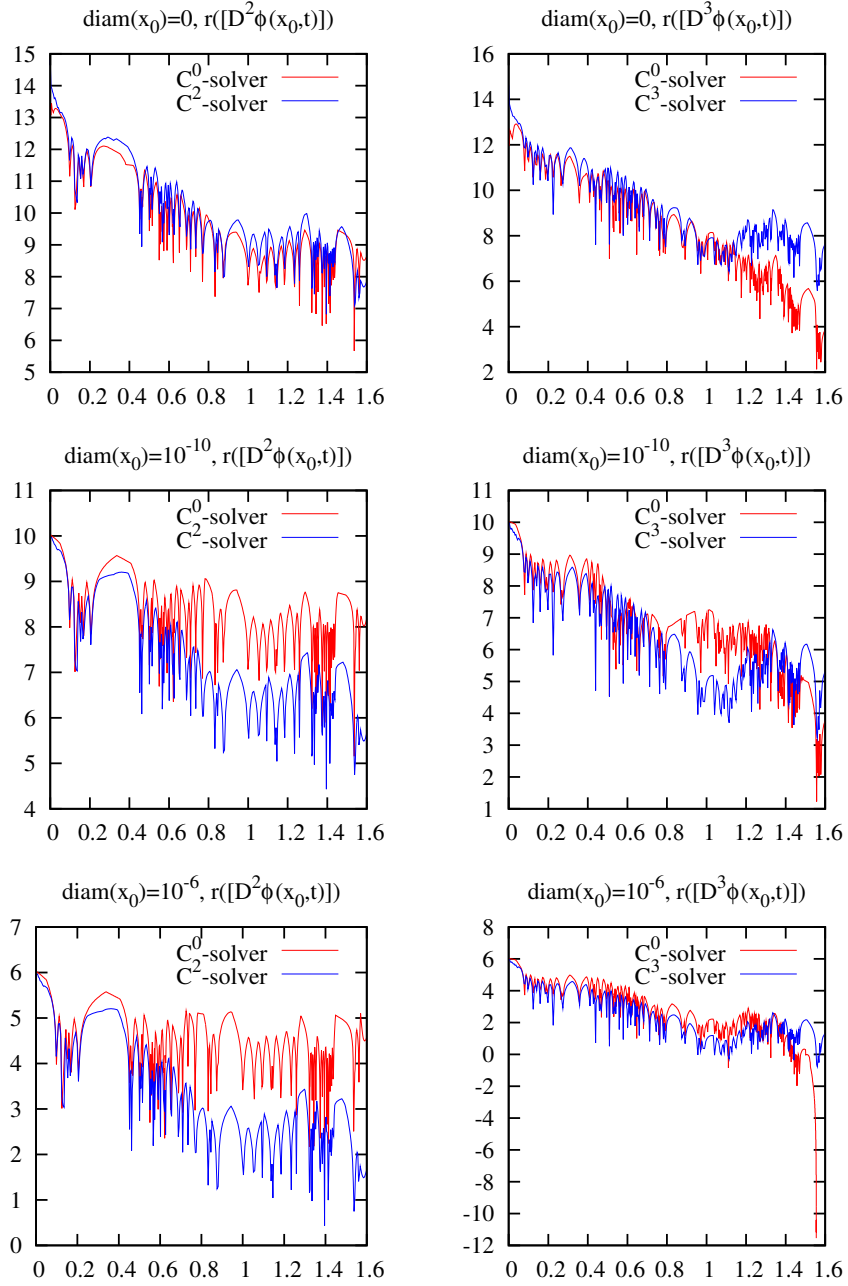 diam(x₀)=0, r([D²ϕ(x₀,t)])
C⁰-solver
C²-solver
15
14
13
12
11
10
9
8
7
6
5
0 0.2 0.4 0.6 0.8 1 1.2 1.4 1.6
diam(x₀)=0, r([D³ϕ(x₀,t)])
C⁰-solver
C³-solver
16
14
12
10
8
6
4
2
0 0.2 0.4 0.6 0.8 1 1.2 1.4 1.6
diam(x₀)=10⁻¹⁰, r([D²ϕ(x₀,t)])
C⁰-solver
C²-solver
11
10
9
8
7
6
5
4
0 0.2 0.4 0.6 0.8 1 1.2 1.4 1.6
diam(x₀)=10⁻¹⁰, r([D³ϕ(x₀,t)])
C⁰-solver
C³-solver
11
10
9
8
7
6
5
4
3
2
1
0 0.2 0.4 0.6 0.8 1 1.2 1.4 1.6
diam(x₀)=10⁻⁶, r([D²ϕ(x₀,t)])
C⁰-solver
C²-solver
7
6
5
4
3
2
1
0
0 0.2 0.4 0.6 0.8 1 1.2 1.4 1.6
diam(x₀)=10⁻⁶, r([D³ϕ(x₀,t)])
C⁰-solver
C³-solver
8
6
4
2
0
-2
-4
-6
-8
-10
-12
0 0.2 0.4 0.6 0.8 1 1.2 1.4 1.6